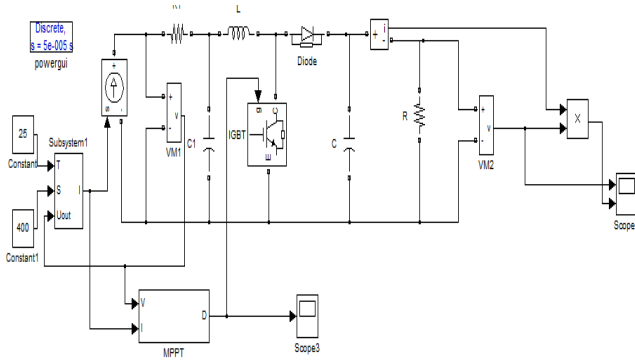 Discrete,
s = 5e-005 s
powergui
L
Diode
+
-
s
+
-
v
VM1
C1
IGBT
g
C
E
C
+
i
-
R
+
-
v
VM2
X
Scope
25
Constant
400
Constant1
Subsystem1
T
S
Uout
I
V
I
D
MPPT
Scope3